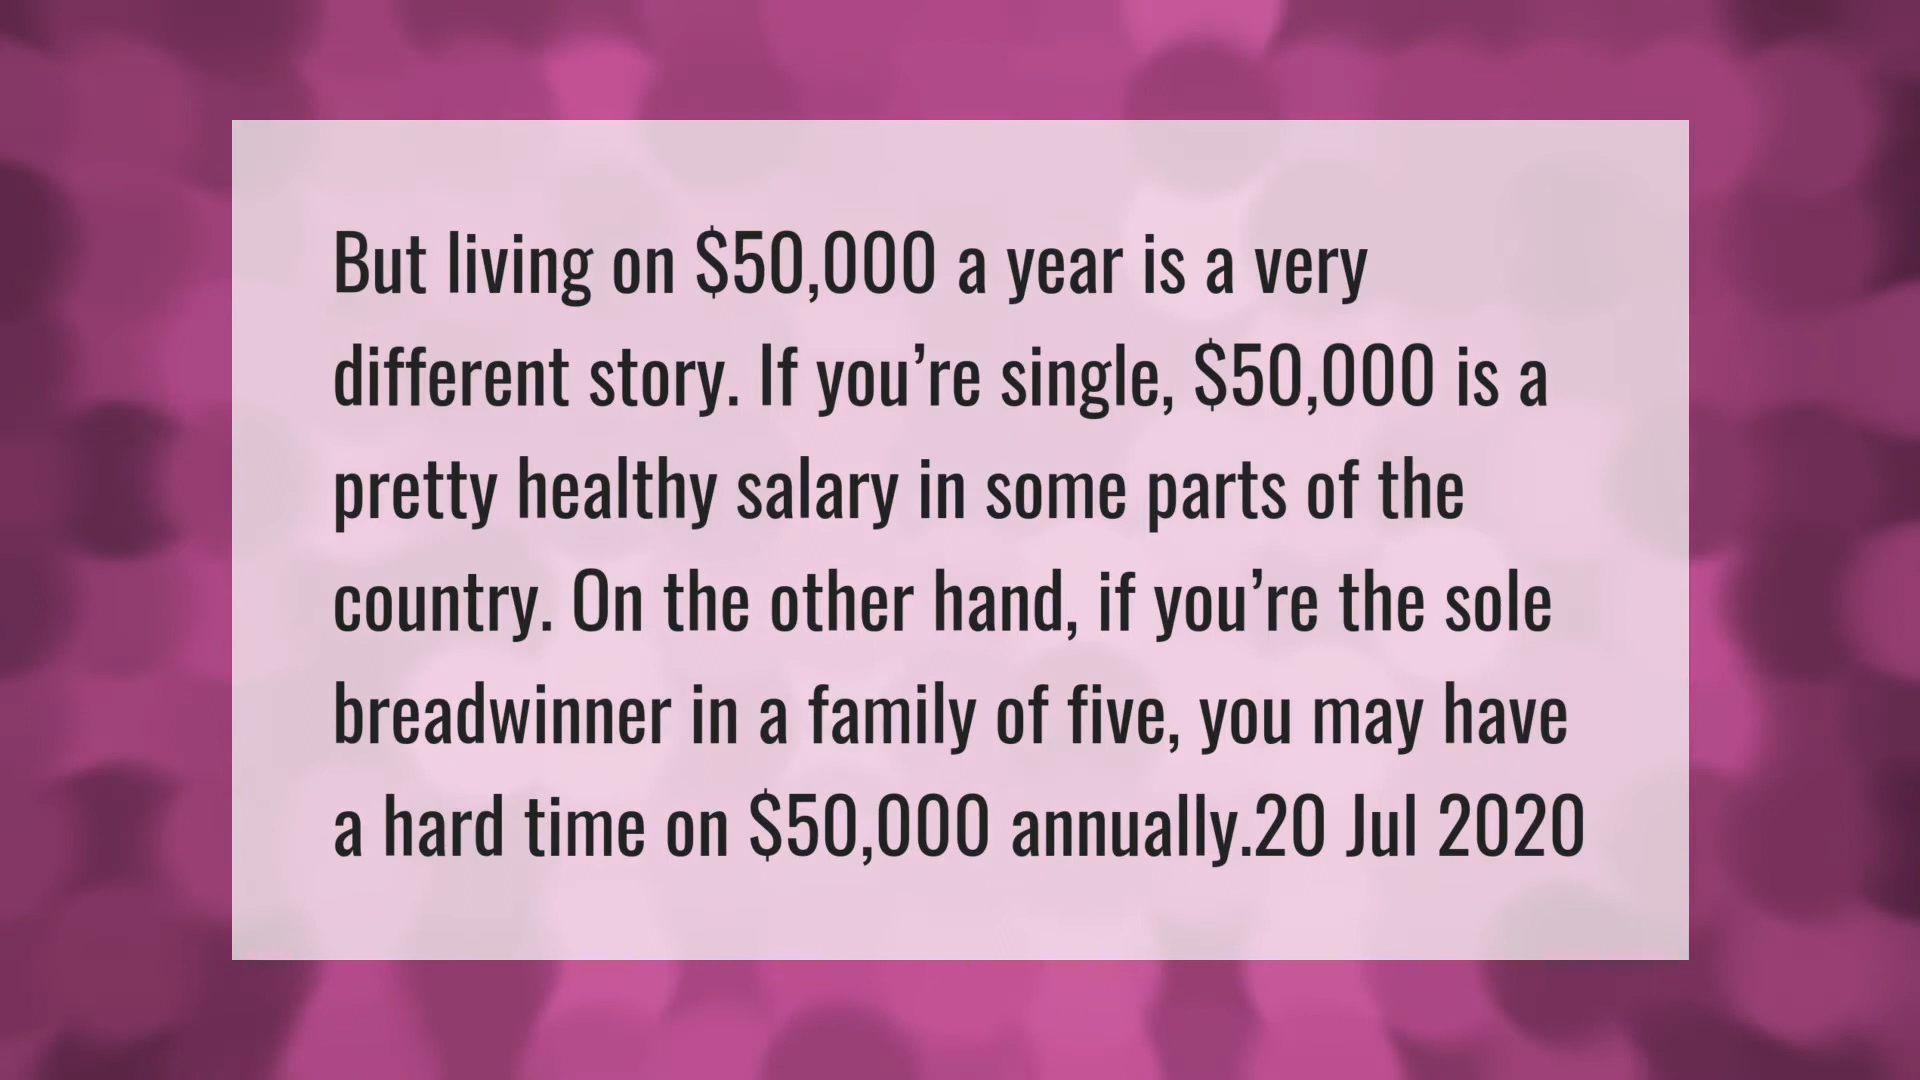 But living on $50,000 a year is a very
different story. If you’re single, $50,000 is a
pretty healthy salary in some parts of the
country. On the other hand, if you’re the sole
breadwinner in a family of five, you may have
a hard time on $50,000 annually.20 Jul 2020